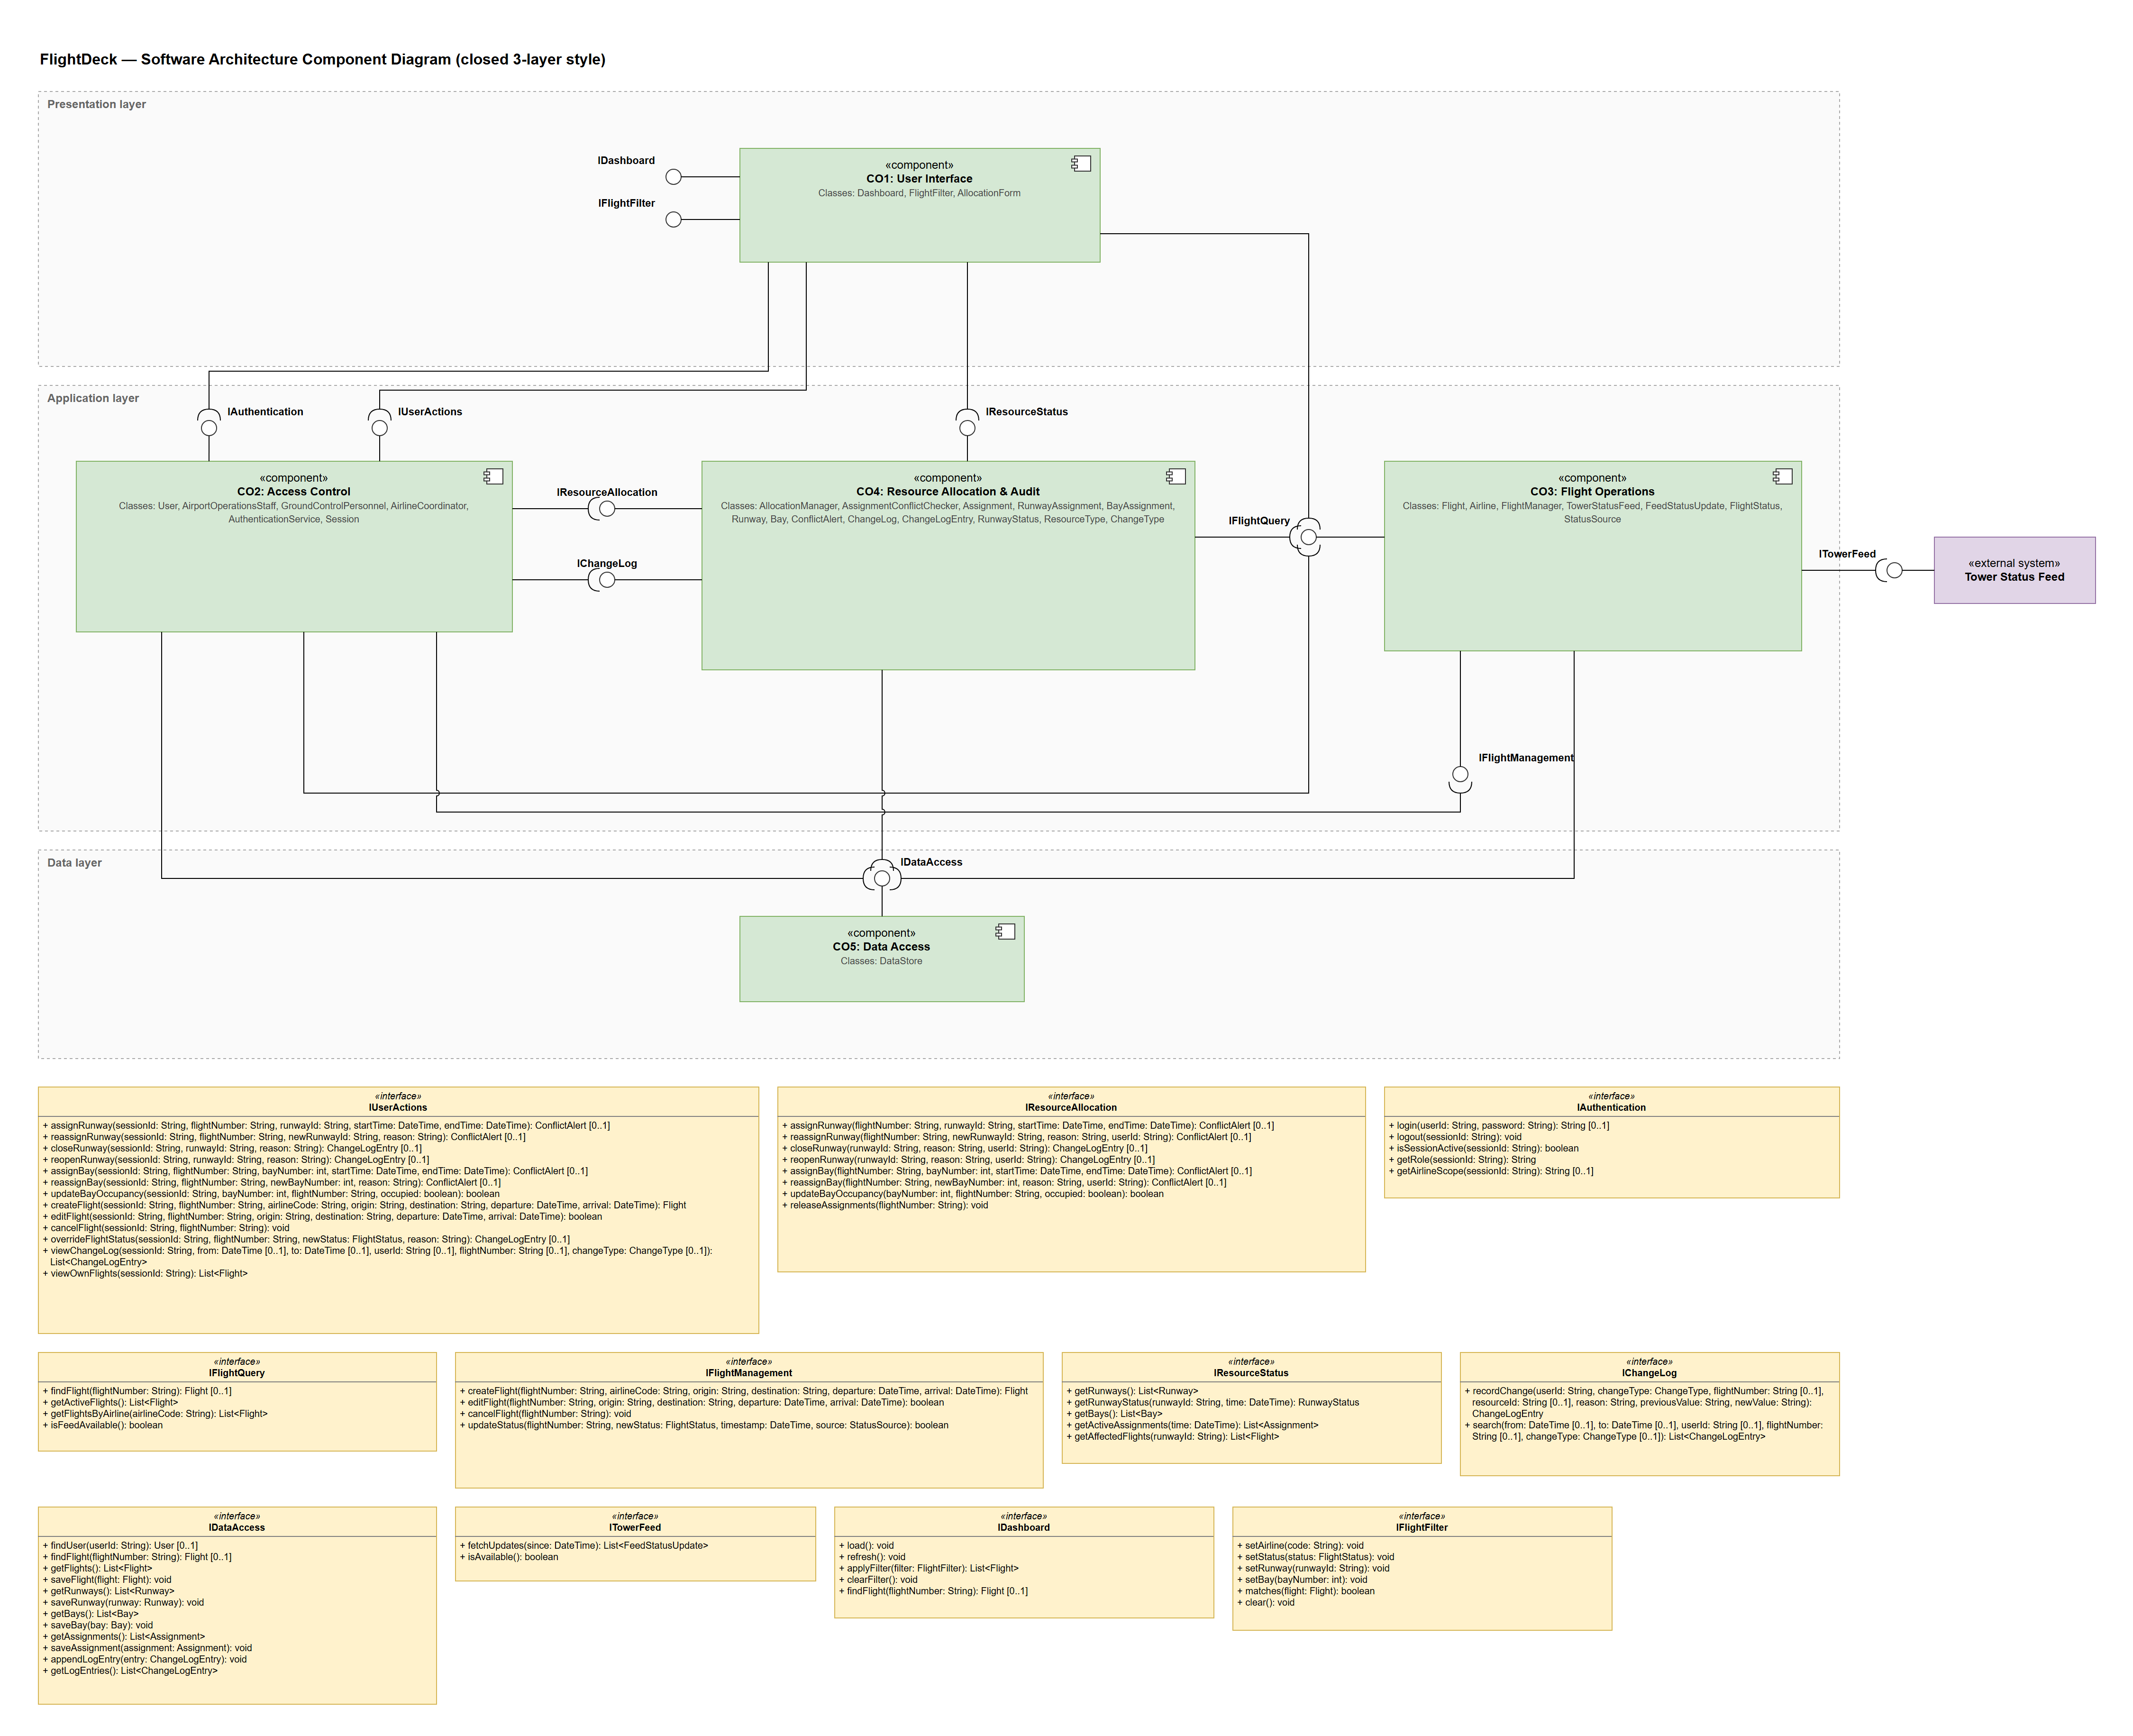 FlightDeck — Software Architecture Component Diagram (closed 3-layer style)
Presentation layer
IDashboard
IFlightFilter
«component»
CO1: User Interface
Classes: Dashboard, FlightFilter, AllocationForm
Application layer
IAuthentication
IUserActions
IResourceStatus
«component»
CO2: Access Control
Classes: User, AirportOperationsStaff, GroundControlPersonnel, AirlineCoordinator,
AuthenticationService, Session
IResourceAllocation
IChangeLog
«component»
CO4: Resource Allocation & Audit
Classes: AllocationManager, AssignmentConflictChecker, Assignment, RunwayAssignment, BayAssignment,
Runway, Bay, ConflictAlert, ChangeLog, ChangeLogEntry, RunwayStatus, ResourceType, ChangeType
IFlightQuery
«component»
CO3: Flight Operations
Classes: Flight, Airline, FlightManager, TowerStatusFeed, FeedStatusUpdate, FlightStatus,
StatusSource
ITowerFeed
«external system»
Tower Status Feed
IFlightManagement
Data layer
IDataAccess
«component»
CO5: Data Access
Classes: DataStore
«interface»
IUserActions
+ assignRunway(sessionId: String, flightNumber: String, runwayId: String, startTime: DateTime, endTime: DateTime): ConflictAlert [0..1]
+ reassignRunway(sessionId: String, flightNumber: String, newRunwayId: String, reason: String): ConflictAlert [0..1]
+ closeRunway(sessionId: String, runwayId: String, reason: String): ChangeLogEntry [0..1]
+ reopenRunway(sessionId: String, runwayId: String, reason: String): ChangeLogEntry [0..1]
+ assignBay(sessionId: String, flightNumber: String, bayNumber: int, startTime: DateTime, endTime: DateTime): ConflictAlert [0..1]
+ reassignBay(sessionId: String, flightNumber: String, newBayNumber: int, reason: String): ConflictAlert [0..1]
+ updateBayOccupancy(sessionId: String, bayNumber: int, flightNumber: String, occupied: boolean): boolean
+ createFlight(sessionId: String, flightNumber: String, airlineCode: String, origin: String, destination: String, departure: DateTime, arrival: DateTime): Flight
+ editFlight(sessionId: String, flightNumber: String, origin: String, destination: String, departure: DateTime, arrival: DateTime): boolean
+ cancelFlight(sessionId: String, flightNumber: String): void
+ overrideFlightStatus(sessionId: String, flightNumber: String, newStatus: FlightStatus, reason: String): ChangeLogEntry [0..1]
+ viewChangeLog(sessionId: String, from: DateTime [0..1], to: DateTime [0..1], userId: String [0..1], flightNumber: String [0..1], changeType: ChangeType [0..1]):
List<ChangeLogEntry>
+ viewOwnFlights(sessionId: String): List<Flight>
«interface»
IResourceAllocation
+ assignRunway(flightNumber: String, runwayId: String, startTime: DateTime, endTime: DateTime): ConflictAlert [0..1]
+ reassignRunway(flightNumber: String, newRunwayId: String, reason: String, userId: String): ConflictAlert [0..1]
+ closeRunway(runwayId: String, reason: String, userId: String): ChangeLogEntry [0..1]
+ reopenRunway(runwayId: String, reason: String, userId: String): ChangeLogEntry [0..1]
+ assignBay(flightNumber: String, bayNumber: int, startTime: DateTime, endTime: DateTime): ConflictAlert [0..1]
+ reassignBay(flightNumber: String, newBayNumber: int, reason: String, userId: String): ConflictAlert [0..1]
+ updateBayOccupancy(bayNumber: int, flightNumber: String, occupied: boolean): boolean
+ releaseAssignments(flightNumber: String): void
«interface»
IAuthentication
+ login(userId: String, password: String): String [0..1]
+ logout(sessionId: String): void
+ isSessionActive(sessionId: String): boolean
+ getRole(sessionId: String): String
+ getAirlineScope(sessionId: String): String [0..1]
«interface»
IFlightQuery
+ findFlight(flightNumber: String): Flight [0..1]
+ getActiveFlights(): List<Flight>
+ getFlightsByAirline(airlineCode: String): List<Flight>
+ isFeedAvailable(): boolean
«interface»
IFlightManagement
+ createFlight(flightNumber: String, airlineCode: String, origin: String, destination: String, departure: DateTime, arrival: DateTime): Flight
+ editFlight(flightNumber: String, origin: String, destination: String, departure: DateTime, arrival: DateTime): boolean
+ cancelFlight(flightNumber: String): void
+ updateStatus(flightNumber: String, newStatus: FlightStatus, timestamp: DateTime, source: StatusSource): boolean
«interface»
IResourceStatus
+ getRunways(): List<Runway>
+ getRunwayStatus(runwayId: String, time: DateTime): RunwayStatus
+ getBays(): List<Bay>
+ getActiveAssignments(time: DateTime): List<Assignment>
+ getAffectedFlights(runwayId: String): List<Flight>
«interface»
IChangeLog
+ recordChange(userId: String, changeType: ChangeType, flightNumber: String [0..1],
resourceId: String [0..1], reason: String, previousValue: String, newValue: String):
ChangeLogEntry
+ search(from: DateTime [0..1], to: DateTime [0..1], userId: String [0..1], flightNumber:
String [0..1], changeType: ChangeType [0..1]): List<ChangeLogEntry>
«interface»
IDataAccess
+ findUser(userId: String): User [0..1]
+ findFlight(flightNumber: String): Flight [0..1]
+ getFlights(): List<Flight>
+ saveFlight(flight: Flight): void
+ getRunways(): List<Runway>
+ saveRunway(runway: Runway): void
+ getBays(): List<Bay>
+ saveBay(bay: Bay): void
+ getAssignments(): List<Assignment>
+ saveAssignment(assignment: Assignment): void
+ appendLogEntry(entry: ChangeLogEntry): void
+ getLogEntries(): List<ChangeLogEntry>
«interface»
ITowerFeed
+ fetchUpdates(since: DateTime): List<FeedStatusUpdate>
+ isAvailable(): boolean
«interface»
IDashboard
+ load(): void
+ refresh(): void
+ applyFilter(filter: FlightFilter): List<Flight>
+ clearFilter(): void
+ findFlight(flightNumber: String): Flight [0..1]
«interface»
IFlightFilter
+ setAirline(code: String): void
+ setStatus(status: FlightStatus): void
+ setRunway(runwayId: String): void
+ setBay(bayNumber: int): void
+ matches(flight: Flight): boolean
+ clear(): void